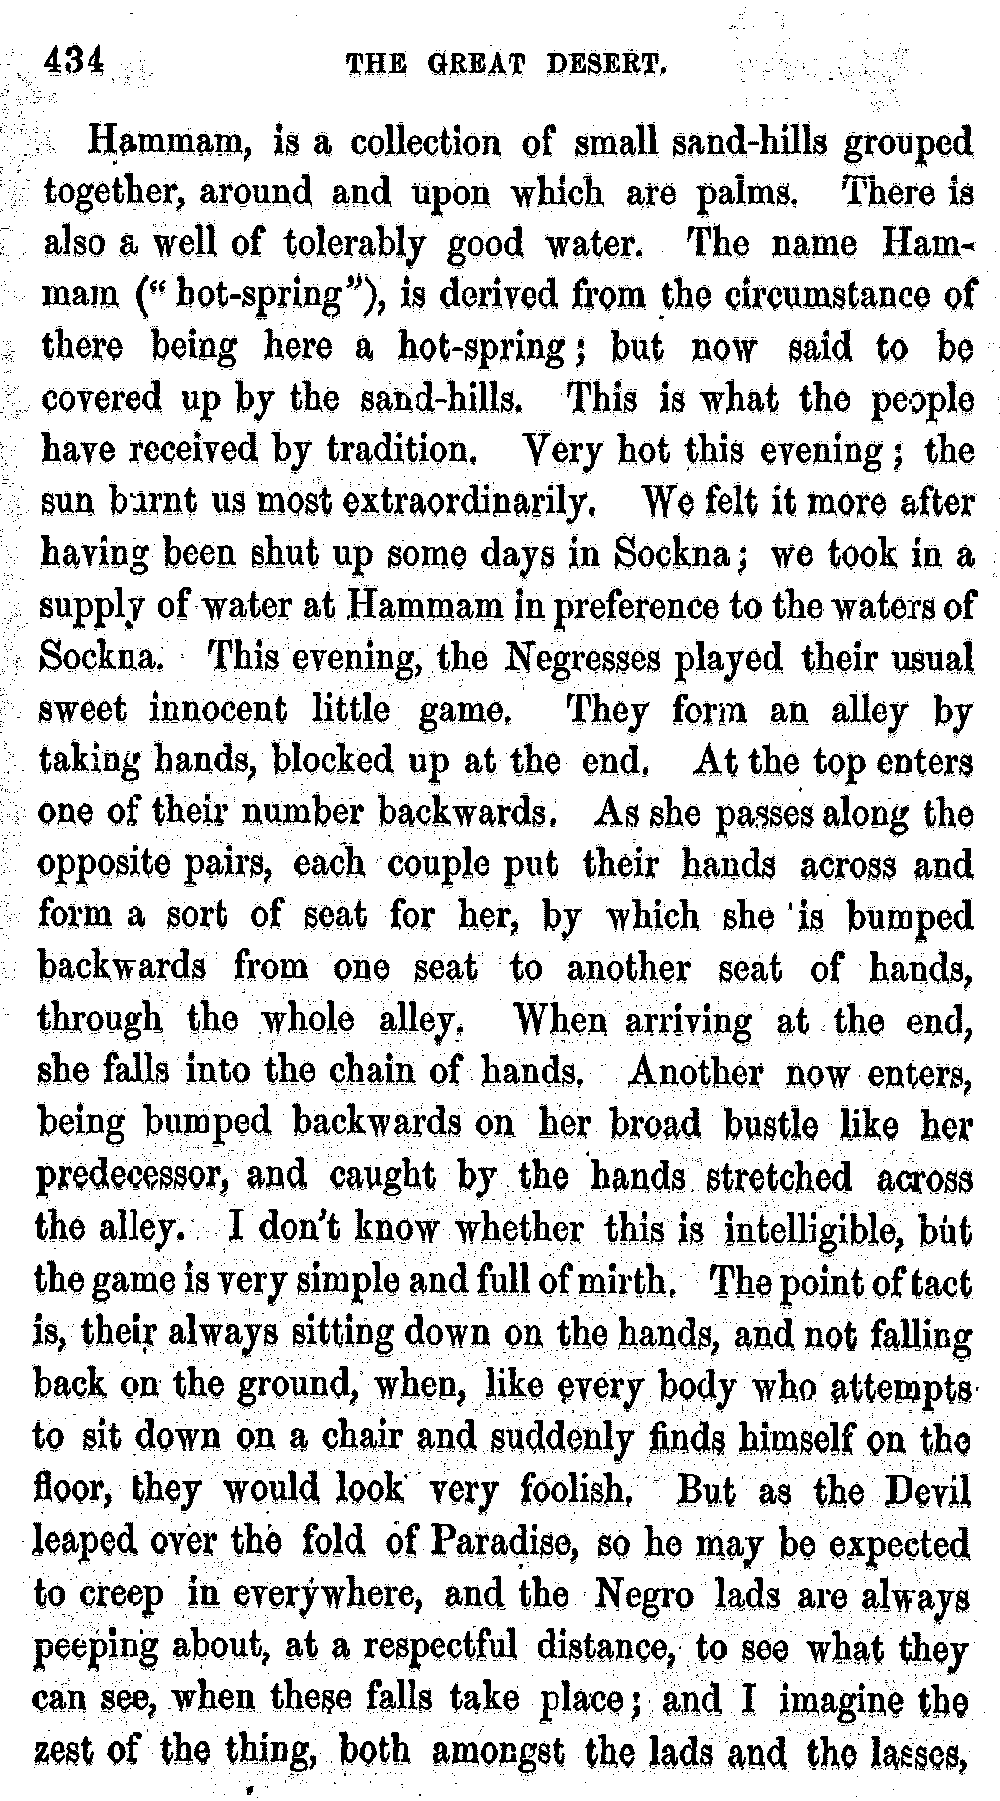 434 THE GREAT DESERT.
Hammam, is a collection of small sand-hills grouped
together, around and upon which are palms. There is
also a well of tolerably good water. The name Ham-
mam (“hot-spring”), is derived from the circumstance of
there being here a hot-spring; but now said to be
covered up by the sand-hills. This is what the people
have received by tradition. Very hot this evening; the
sun burnt us most extraordinarily. We felt it more after
having been shut up some days in Sockna; we took in a
supply of water at Hammam in preference to the waters of
Sockna. This evening, the Negresses played their usual
sweet innocent little game. They form an alley by
taking hands, blocked up at the end. At the top enters
one of their number backwards. As she passes along the
opposite pairs, each couple put their hands across and
form a sort of seat for her, by which she is bumped
backwards from one seat to another seat of hands,
through the whole alley. When arriving at the end,
she falls into the chain of hands. Another now enters,
being bumped backwards on her broad bustle like her
predecessor, and caught by the hands stretched across
the alley. I don't know whether this is intelligible, but
the game is very simple and full of mirth. The point of tact
is, their always sitting down on the hands, and not falling
back on the ground, when, like every body who attempts
to sit down on a chair and suddenly finds himself on the
floor, they would look very foolish. But as the Devil
leaped over the fold of Paradise, so he may be expected
to creep in everywhere, and the Negro lads are always
peeping about, at a respectful distance, to see what they
can see, when these falls take place; and I imagine the
zest of the thing, both amongst the lads and the lasses,